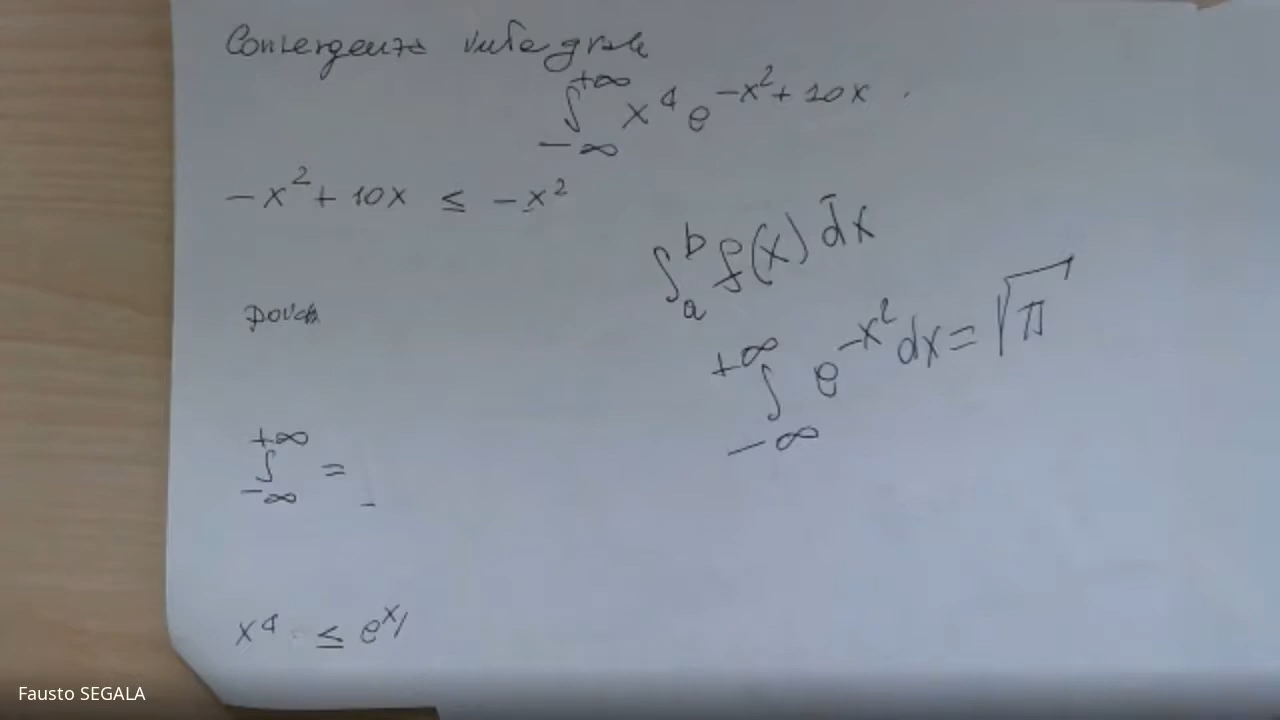 Convergenza integrale
∫_{-∞}^{+∞} x⁴ e^{-x²+10x} .
-x² + 10x ≤ -x²
∫_a^b f(x) dx
∫_{-∞}^{+∞} e^{-x²} dx = √π
∫_{-∞}^{+∞} =
x⁴ ≤ e^{x/
Fausto SEGALA